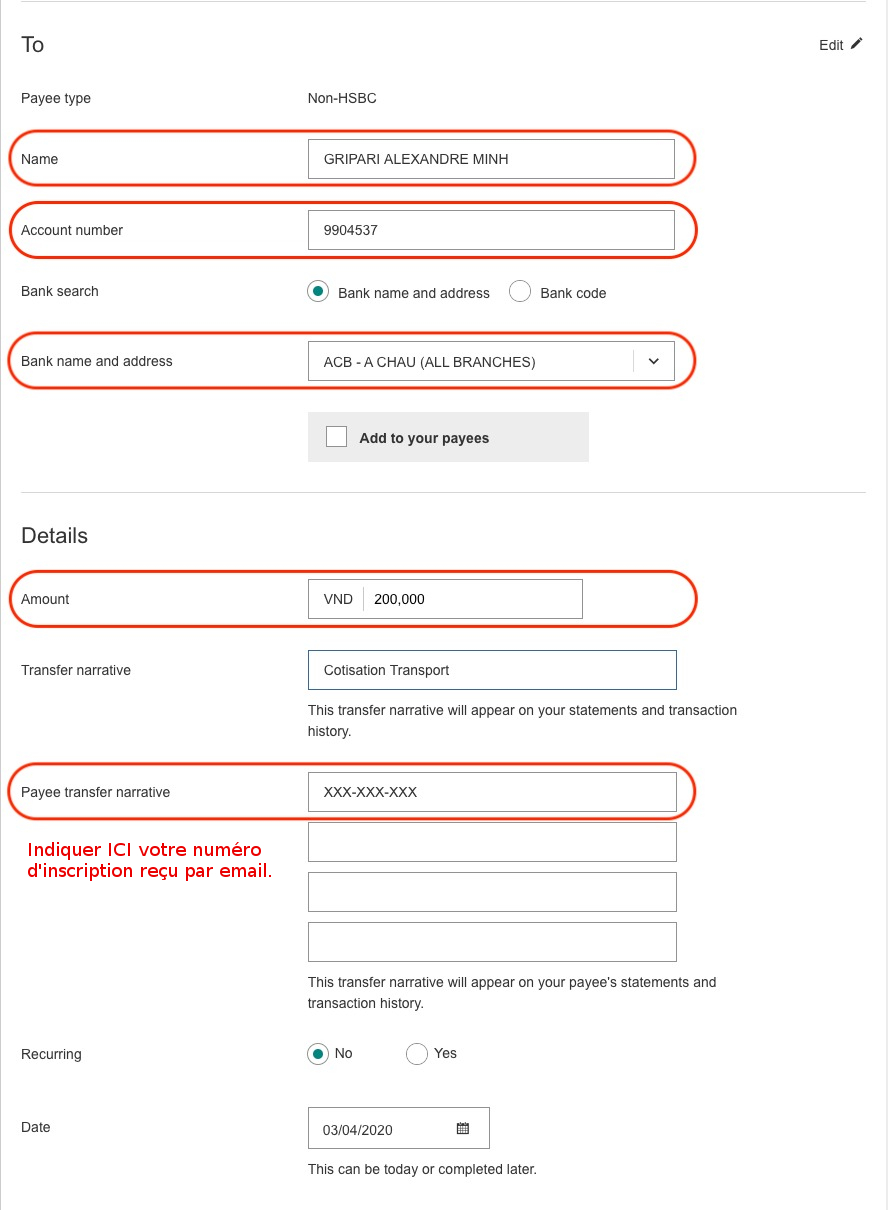 To
Edit
Payee type
Non-HSBC
Name
GRIPARI ALEXANDRE MINH
Account number
9904537
Bank search
Bank name and address
Bank code
Bank name and address
ACB - A CHAU (ALL BRANCHES)
Add to your payees
Details
Amount
VND
200,000
Transfer narrative
Cotisation Transport
This transfer narrative will appear on your statements and transaction
history.
Payee transfer narrative
XXX-XXX-XXX
Indiquer ICI votre numéro
d'inscription reçu par email.
This transfer narrative will appear on your payee's statements and
transaction history.
Recurring
No
Yes
Date
03/04/2020
This can be today or completed later.